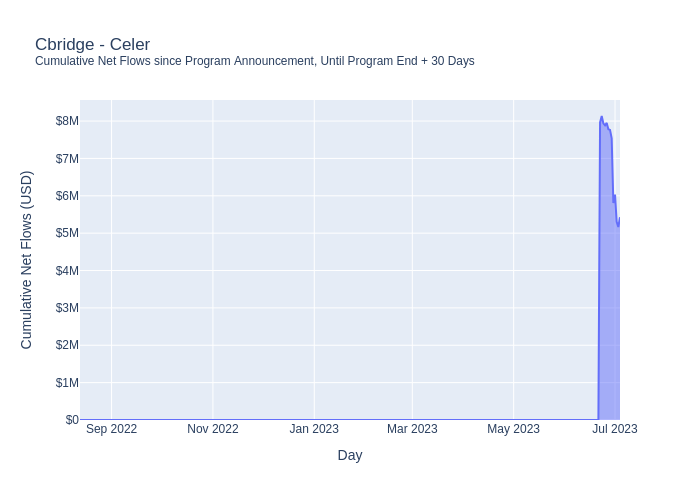 Cbridge - Celer
Cumulative Net Flows since Program Announcement, Until Program End + 30 Days
Cumulative Net Flows (USD)
$8M
$7M
$6M
$5M
$4M
$3M
$2M
$1M
$0
Sep 2022
Nov 2022
Jan 2023
Mar 2023
May 2023
Jul 2023
Day